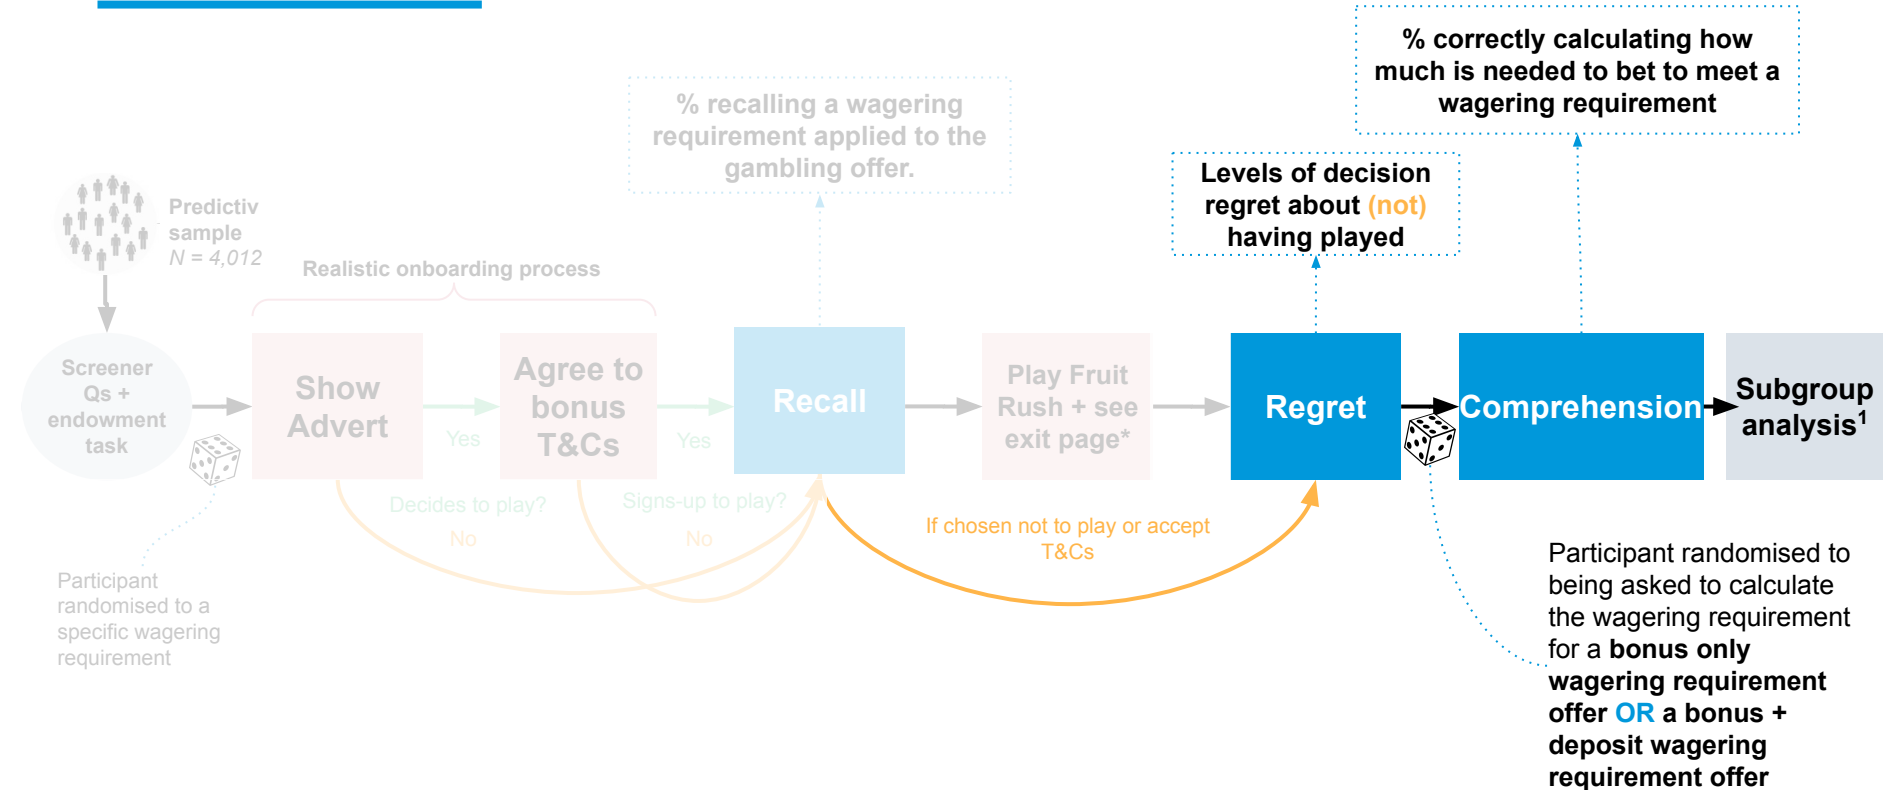 % correctly calculating how
much is needed to bet to meet a
wagering requirement
% recalling a wagering
requirement applied to the
gambling offer.
Levels of decision
regret about (not)
having played
Predictiv
sample
N = 4,012
Realistic onboarding process
Screener
Qs +
endowment
task
Show
Advert
Yes
Agree to
bonus
T&Cs
Yes
Recall
Play Fruit
Rush + see
exit page*
Regret
Comprehension
Subgroup
analysis1
Decides to play?
No
Signs-up to play?
No
If chosen not to play or accept
T&Cs
Participant
randomised to a
specific wagering
requirement
Participant randomised to
being asked to calculate
the wagering requirement
for a bonus only
wagering requirement
offer OR a bonus +
deposit wagering
requirement offer